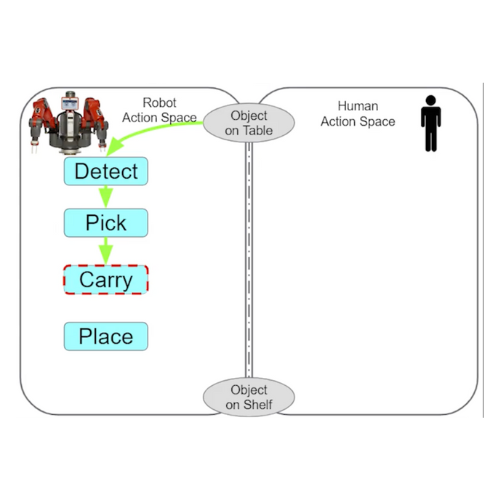 Robot
Action Space
Object
on Table
Human
Action Space
Detect
Pick
Carry
Place
Object
on Shelf